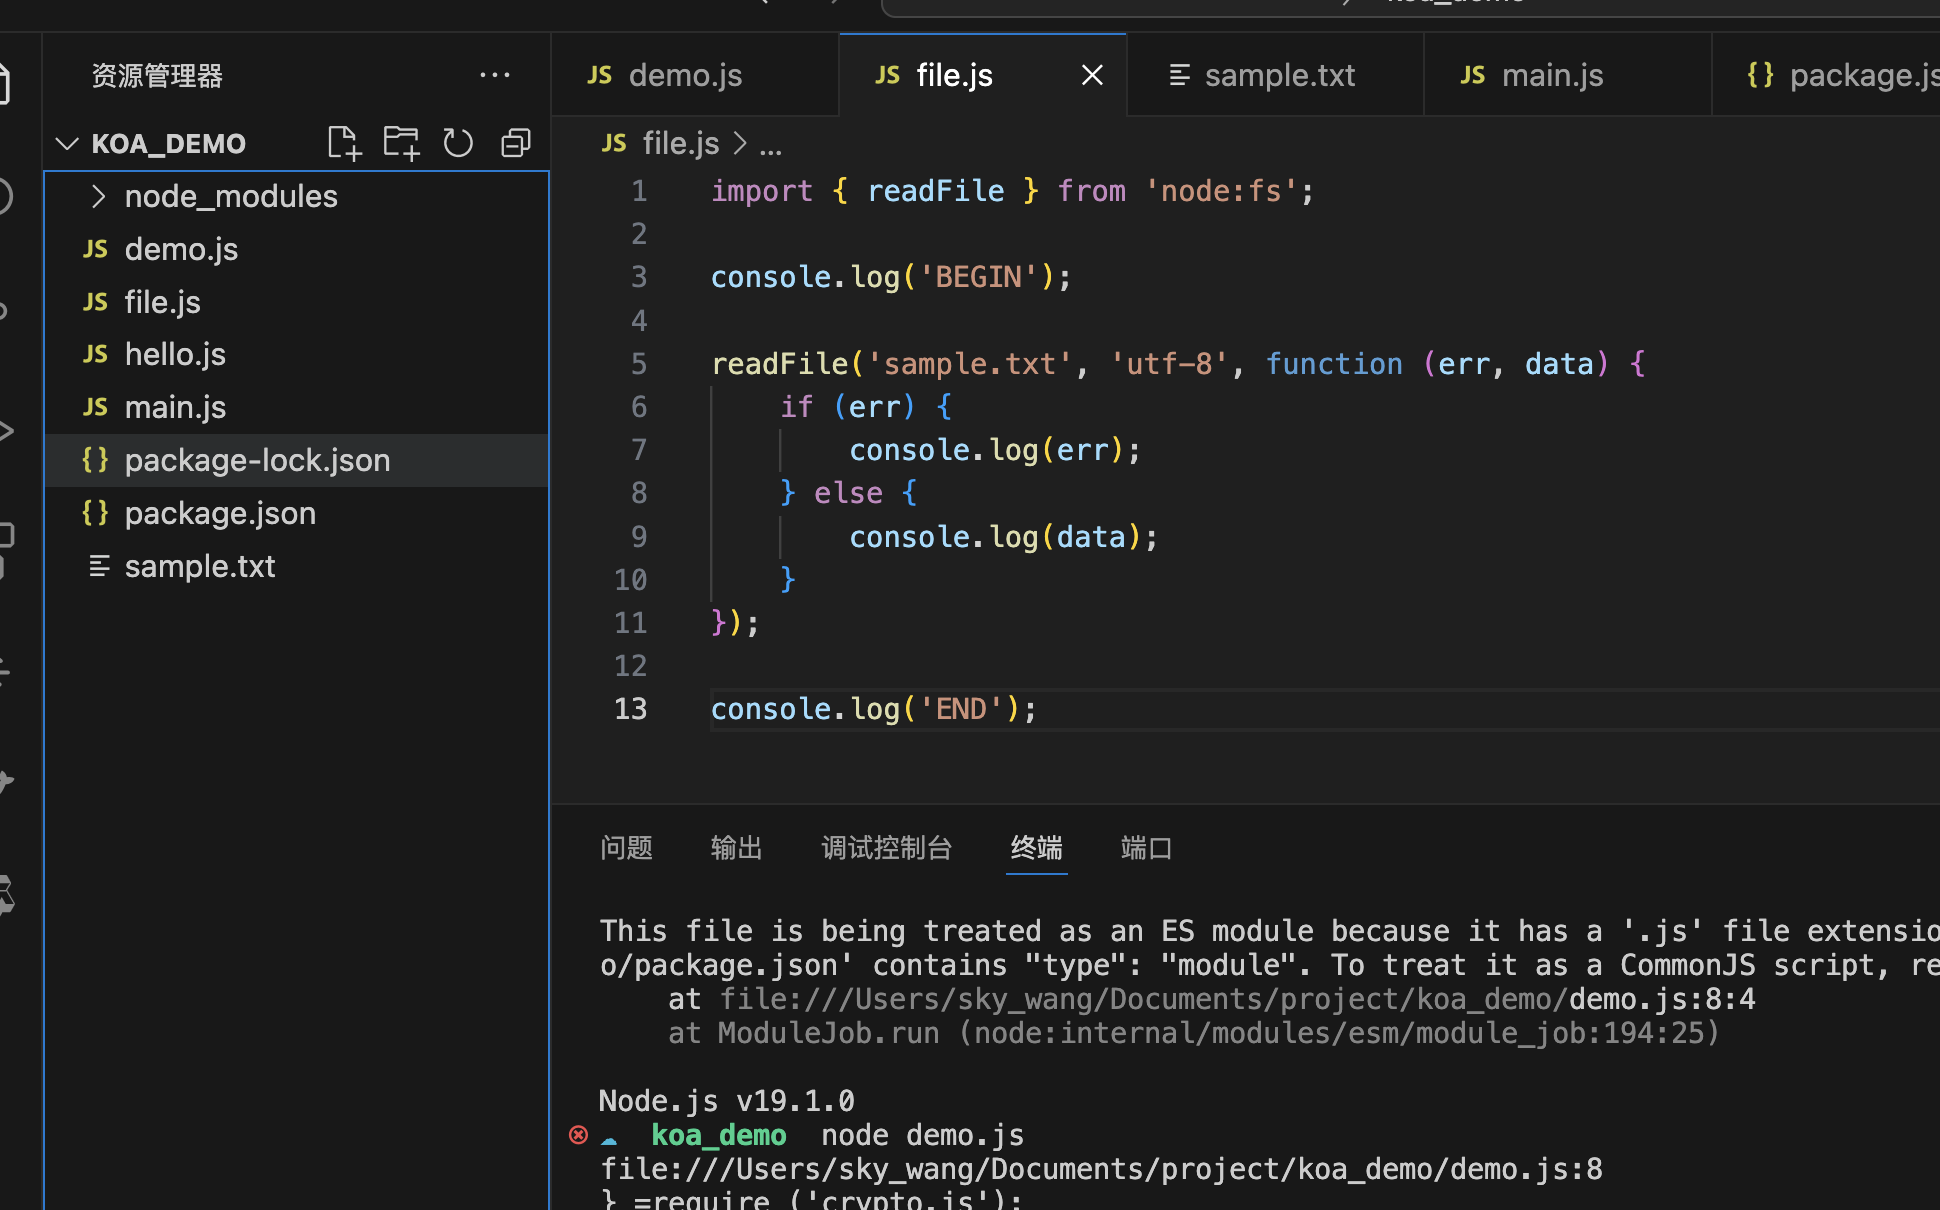 资源管理器
KOA_DEMO
node_modules
JS demo.js
JS file.js
JS hello.js
JS main.js
{} package-lock.json
{} package.json
sample.txt
JS demo.js JS file.js sample.txt JS main.js {} package.js
JS file.js > ...
1 import { readFile } from 'node:fs';
2
3 console.log('BEGIN');
4
5 readFile('sample.txt', 'utf-8', function (err, data) {
6 if (err) {
7 console.log(err);
8 } else {
9 console.log(data);
10 }
11 });
12
13 console.log('END');
问题 输出 调试控制台 终端 端口
This file is being treated as an ES module because it has a '.js' file extensio
o/package.json' contains "type": "module". To treat it as a CommonJS script, re
at file:///Users/sky_wang/Documents/project/koa_demo/demo.js:8:4
at ModuleJob.run (node:internal/modules/esm/module_job:194:25)
Node.js v19.1.0
koa_demo node demo.js
file:///Users/sky_wang/Documents/project/koa_demo/demo.js:8
} =require ('crypto.js');